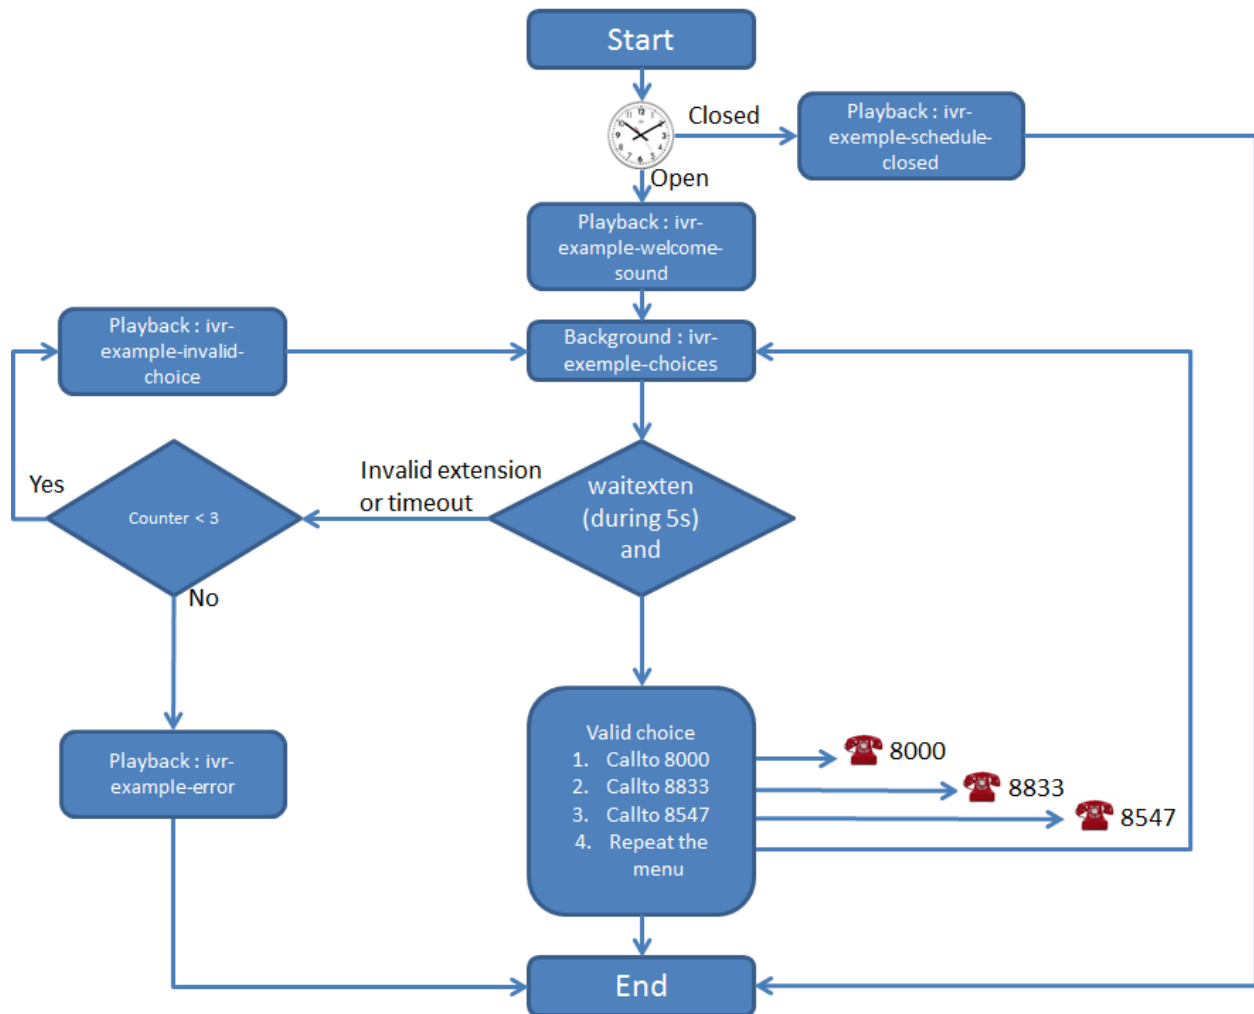 Start
Closed
Playback : ivr-
exemple-schedule-
closed
Open
Playback : ivr-
example-welcome-
sound
Playback : ivr-
example-invalid-
choice
Background : ivr-
exemple-choices
Yes
Counter < 3
Invalid extension
or timeout
waitexten
(during 5s)
and
No
Playback : ivr-
example-error
Valid choice
1. Callto 8000
2. Callto 8833
3. Callto 8547
4. Repeat the
menu
8000
8833
8547
End